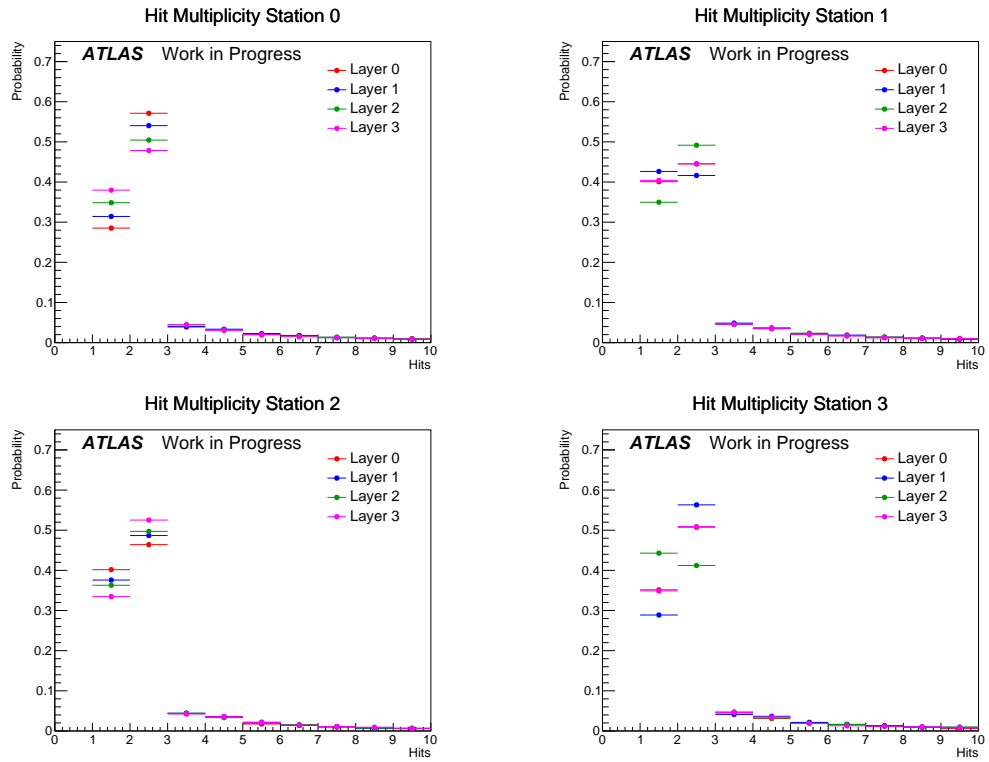 Hit Multiplicity Station 0
Probability
ATLAS Work in Progress
Layer 0
Layer 1
Layer 2
Layer 3
0.7
0.6
0.5
0.4
0.3
0.2
0.1
0
0 1 2 3 4 5 6 7 8 9 10
Hits
Hit Multiplicity Station 1
Probability
ATLAS Work in Progress
Layer 0
Layer 1
Layer 2
Layer 3
0.7
0.6
0.5
0.4
0.3
0.2
0.1
0
0 1 2 3 4 5 6 7 8 9 10
Hits
Hit Multiplicity Station 2
Probability
ATLAS Work in Progress
Layer 0
Layer 1
Layer 2
Layer 3
0.7
0.6
0.5
0.4
0.3
0.2
0.1
0
0 1 2 3 4 5 6 7 8 9 10
Hits
Hit Multiplicity Station 3
Probability
ATLAS Work in Progress
Layer 0
Layer 1
Layer 2
Layer 3
0.7
0.6
0.5
0.4
0.3
0.2
0.1
0
0 1 2 3 4 5 6 7 8 9 10
Hits